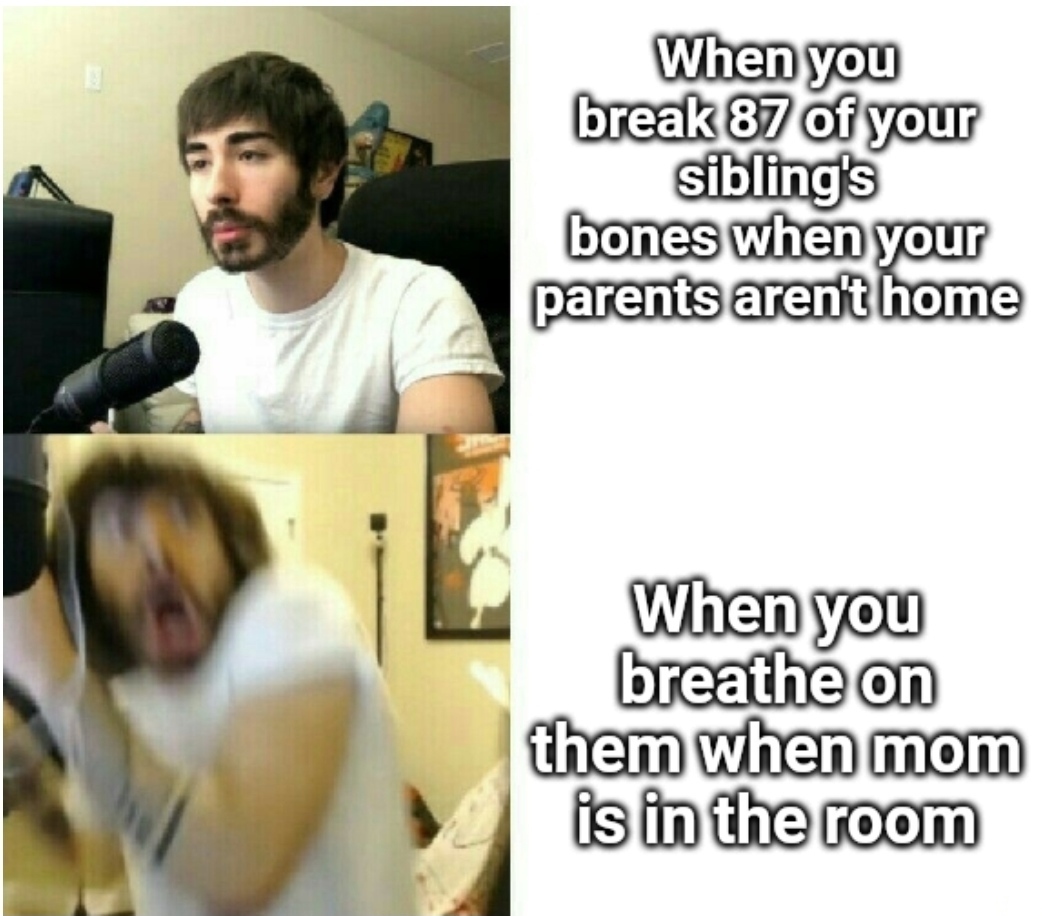 When you
break 87 of your
sibling's
bones when your
parents aren't home
When you
breathe on
them when mom
is in the room